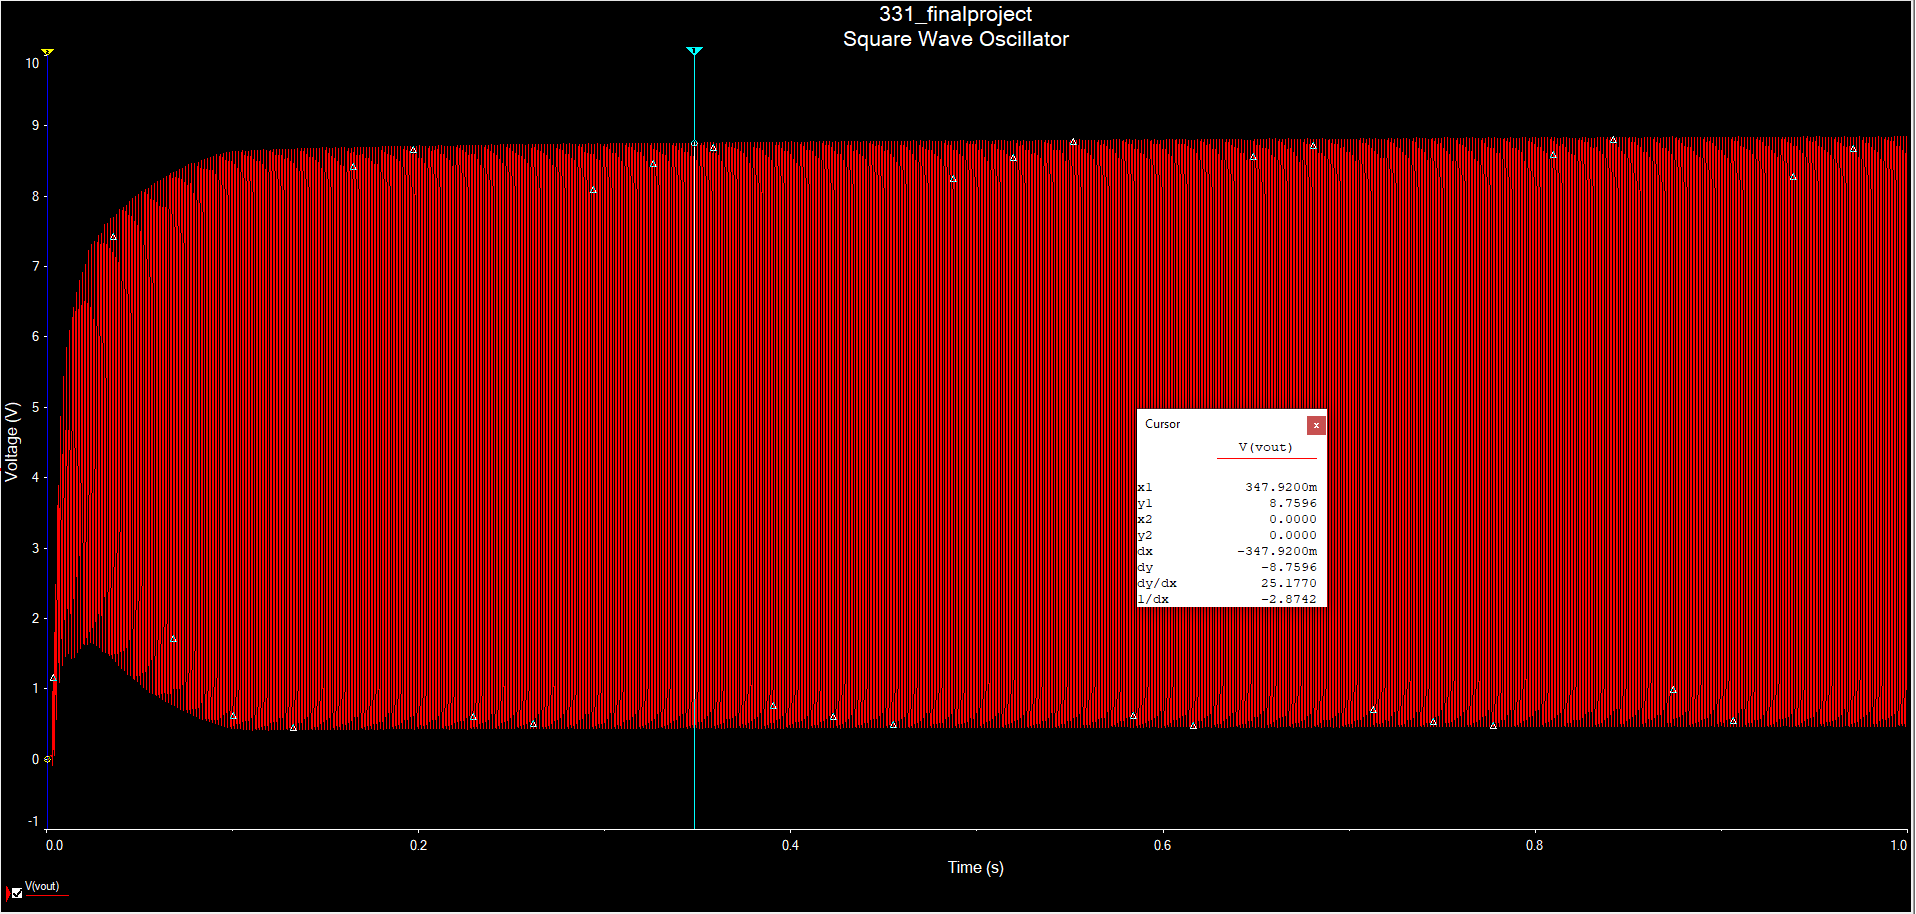 331_finalproject
Square Wave Oscillator
10
9
8
7
6
5
4
3
2
1
0
-1
Voltage (V)
1
Cursor x
V(vout)
x1 347.9200m
y1 8.7596
x2 0.0000
y2 0.0000
dx -347.9200m
dy -8.7596
dy/dx 25.1770
1/dx -2.8742
0.0 0.2 0.4 0.6 0.8 1.0
Time (s)
V(vout)